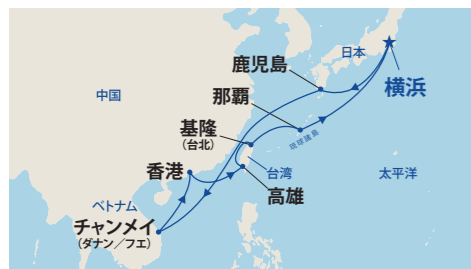 日本
鹿児島
横浜
那覇
中国
基隆
(台北)
琉球諸島
香港
台湾
太平洋
高雄
ベトナム
チャンメイ
(ダナン/フエ)